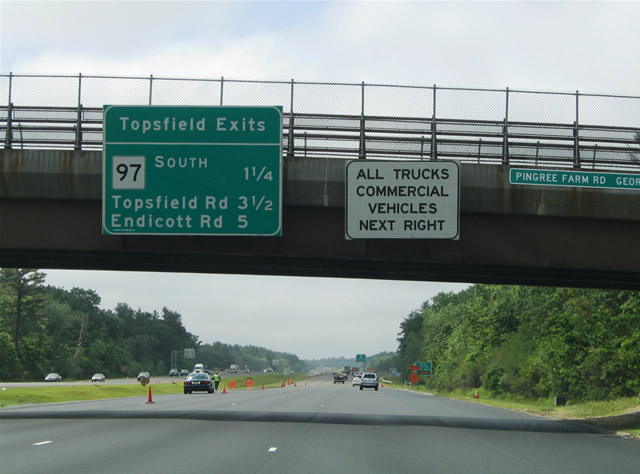 Topsfield Exits
97 SOUTH 1 1/4
Topsfield Rd 3 1/2
Endicott Rd 5
ALL TRUCKS
COMMERCIAL
VEHICLES
NEXT RIGHT
PINGREE FARM RD GEOR